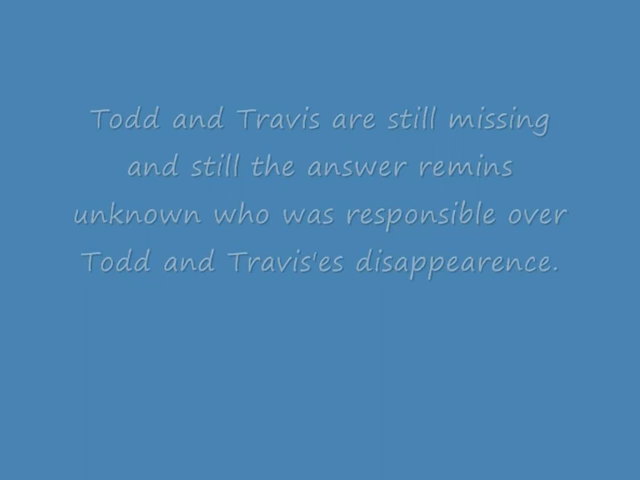 Todd and Travis are still missing
and still the answer remins
unknown who was responsible over
Todd and Travis'es disappearence.